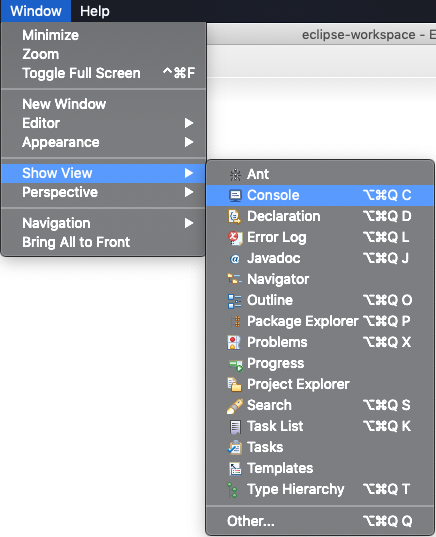 Window Help
Minimize
Zoom
Toggle Full Screen ^⌘F
New Window
Editor
Appearance
Show View
Perspective
Navigation
Bring All to Front
eclipse-workspace - E
Ant
Console ⌥⌘Q C
Declaration ⌥⌘Q D
Error Log ⌥⌘Q L
Javadoc ⌥⌘Q J
Navigator
Outline ⌥⌘Q O
Package Explorer ⌥⌘Q P
Problems ⌥⌘Q X
Progress
Project Explorer
Search ⌥⌘Q S
Task List ⌥⌘Q K
Tasks
Templates
Type Hierarchy ⌥⌘Q T
Other... ⌥⌘Q Q